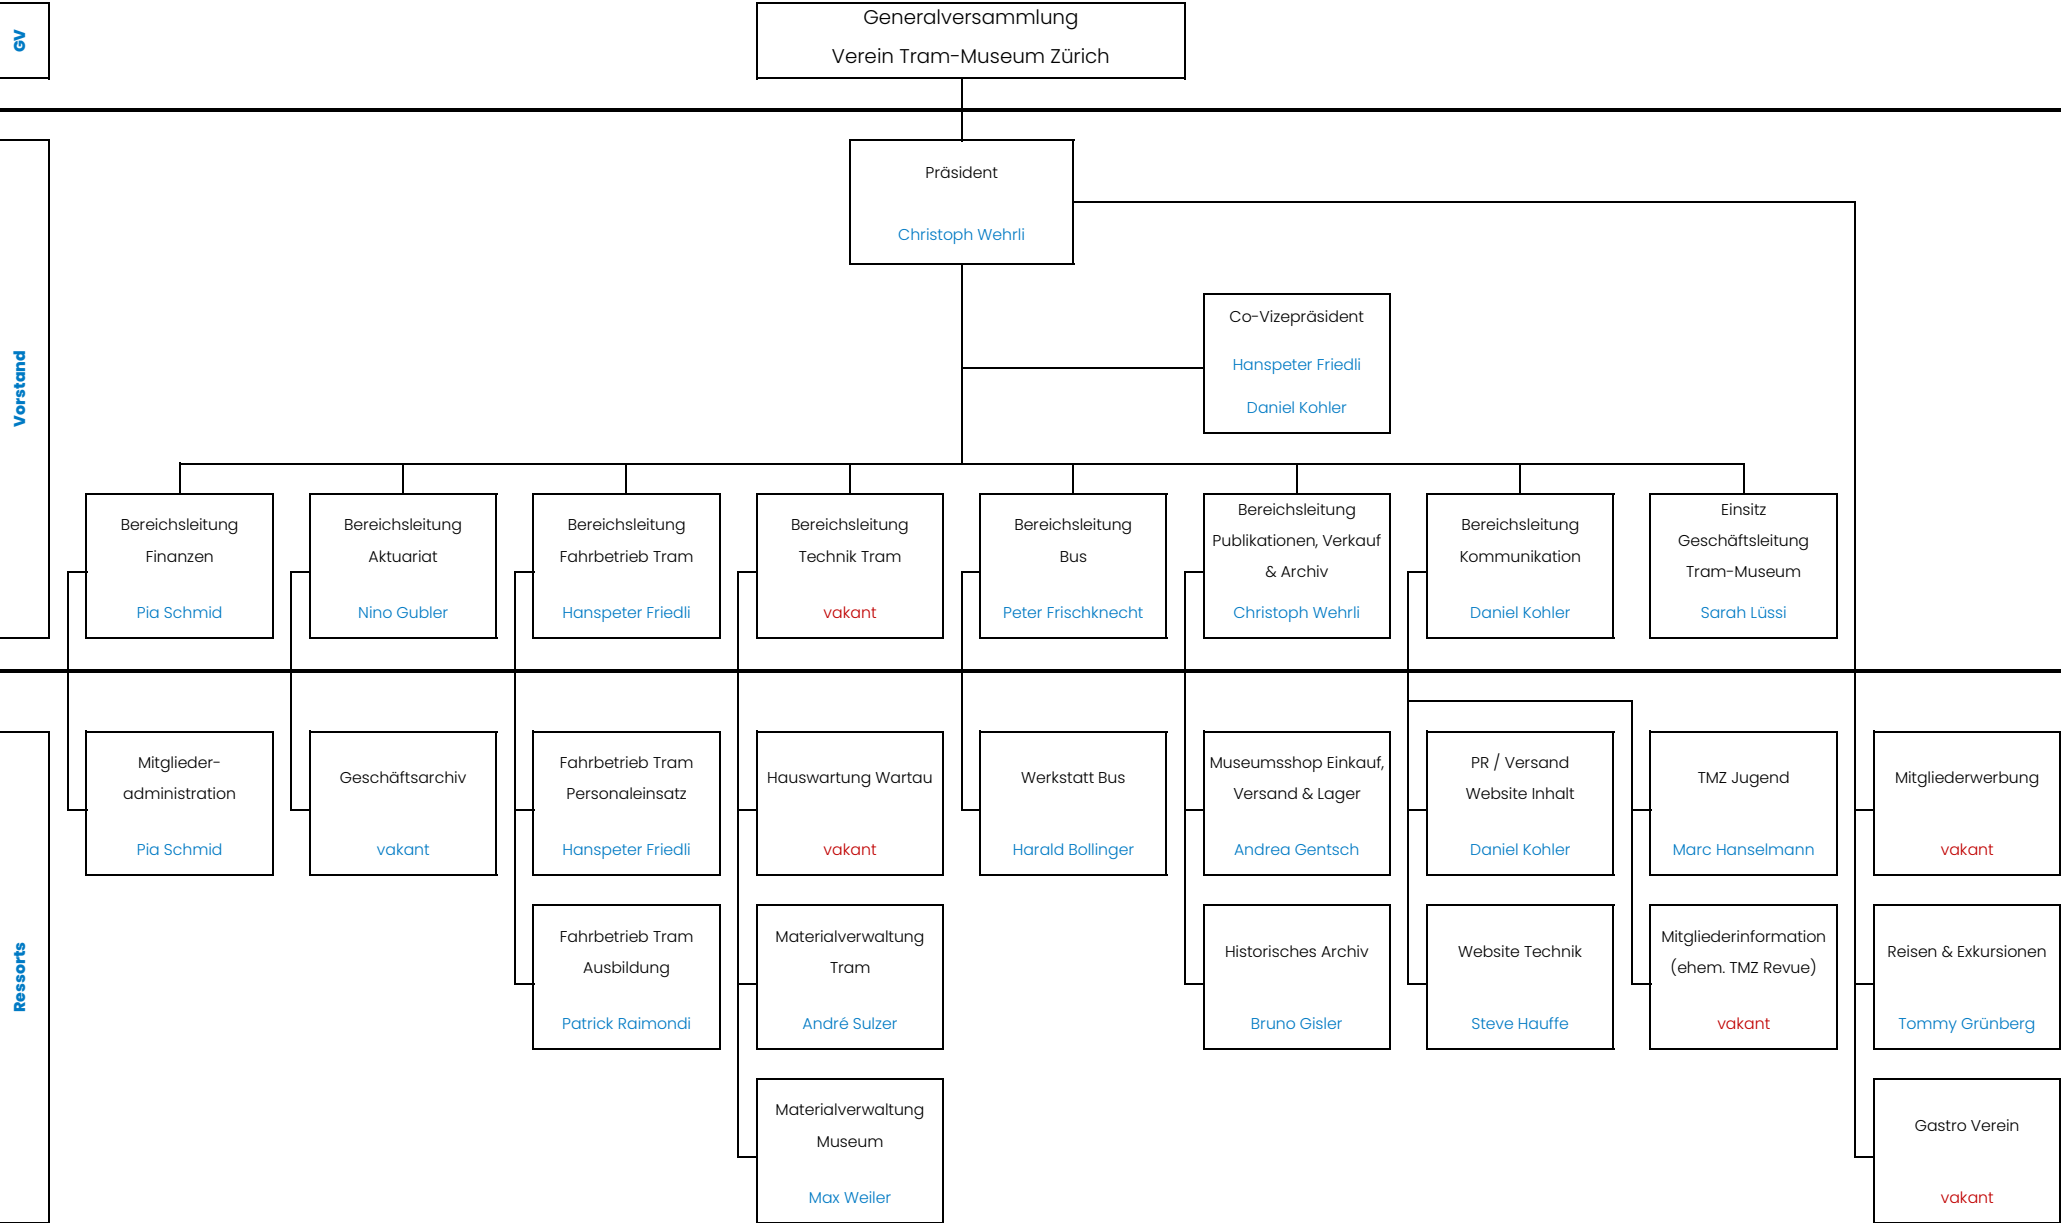 GV
Generalversammlung
Verein Tram-Museum Zürich
Vorstand
Präsident
Christoph Wehrli
Co-Vizepräsident
Hanspeter Friedli
Daniel Kohler
Bereichsleitung
Finanzen
Pia Schmid
Bereichsleitung
Aktuariat
Nino Gubler
Bereichsleitung
Fahrbetrieb Tram
Hanspeter Friedli
Bereichsleitung
Technik Tram
vakant
Bereichsleitung
Bus
Peter Frischknecht
Bereichsleitung
Publikationen, Verkauf
& Archiv
Christoph Wehrli
Bereichsleitung
Kommunikation
Daniel Kohler
Einsitz
Geschäftsleitung
Tram-Museum
Sarah Lüssi
Ressorts
Mitglieder-
administration
Pia Schmid
Geschäftsarchiv
vakant
Fahrbetrieb Tram
Personaleinsatz
Hanspeter Friedli
Hauswartung Wartau
vakant
Werkstatt Bus
Harald Bollinger
Museumsshop Einkauf,
Versand & Lager
Andrea Gentsch
PR / Versand
Website Inhalt
Daniel Kohler
TMZ Jugend
Marc Hanselmann
Mitgliederwerbung
vakant
Fahrbetrieb Tram
Ausbildung
Patrick Raimondi
Materialverwaltung
Tram
André Sulzer
Historisches Archiv
Bruno Gisler
Website Technik
Steve Hauffe
Mitgliederinformation
(ehem. TMZ Revue)
vakant
Reisen & Exkursionen
Tommy Grünberg
Materialverwaltung
Museum
Max Weiler
Gastro Verein
vakant